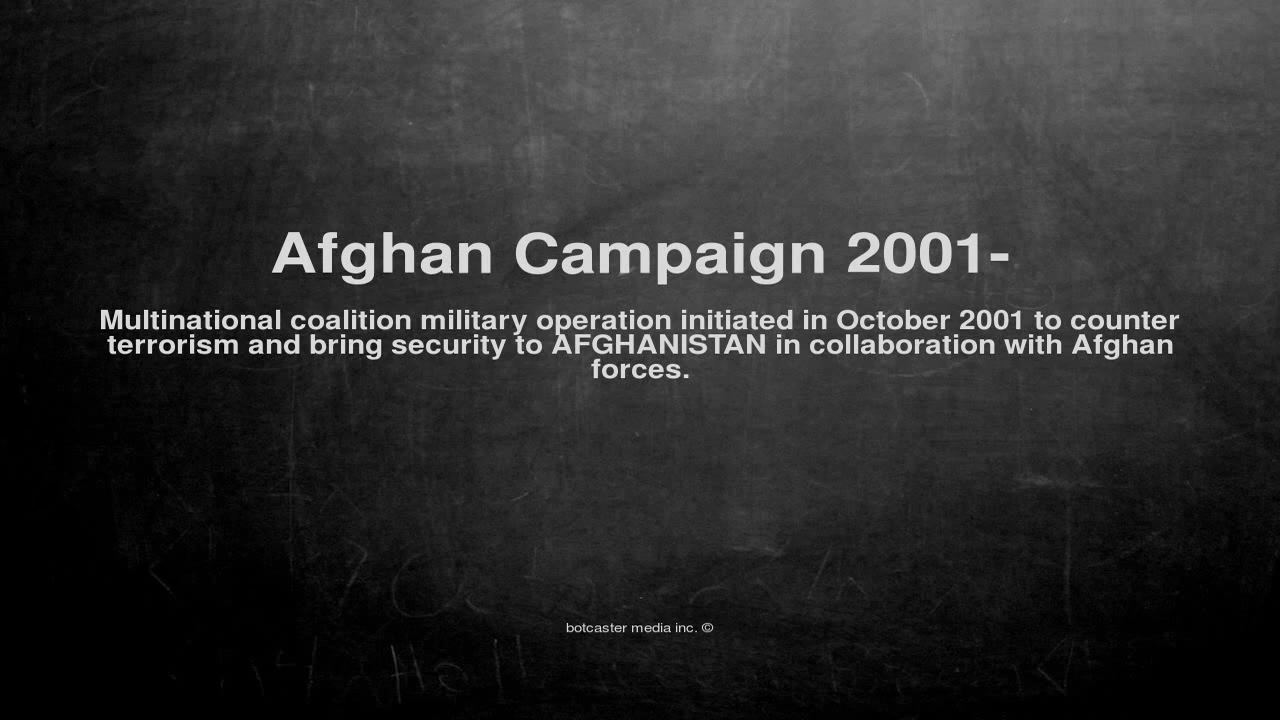 Afghan Campaign 2001-
Multinational coalition military operation initiated in October 2001 to counter
terrorism and bring security to AFGHANISTAN in collaboration with Afghan
forces.
botcaster media inc. ©